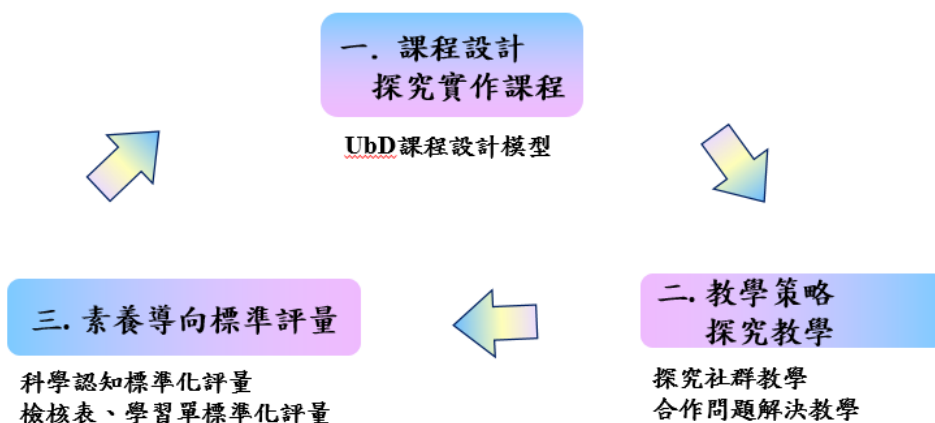 一. 課程設計
探究實作課程
UbD課程設計模型
二. 教學策略
探究教學
探究社群教學
合作問題解決教學
三. 素養導向標準評量
科學認知標準化評量
檢核表、學習單標準化評量